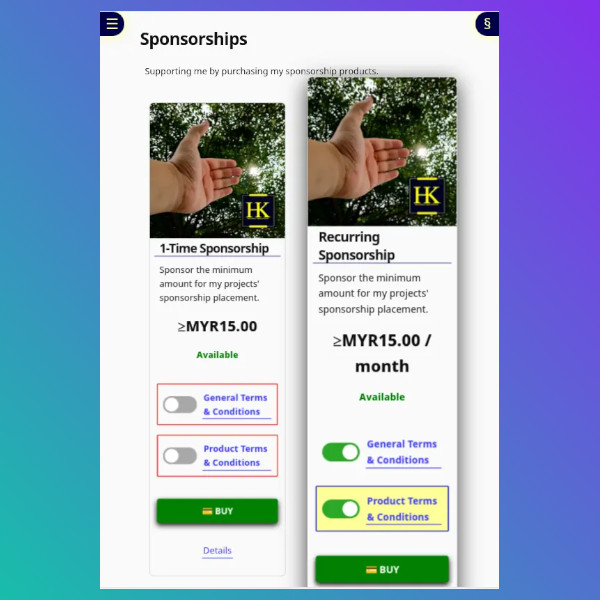 ☰
§
Sponsorships
Supporting me by purchasing my sponsorship products.
HK
1-Time Sponsorship
Sponsor the minimum
amount for my projects'
sponsorship placement.
≥MYR15.00
Available
General Terms
& Conditions
Product Terms
& Conditions
💳 BUY
Details
HK
Recurring
Sponsorship
Sponsor the minimum
amount for my projects'
sponsorship placement.
≥MYR15.00 /
month
Available
General Terms
& Conditions
Product Terms
& Conditions
💳 BUY